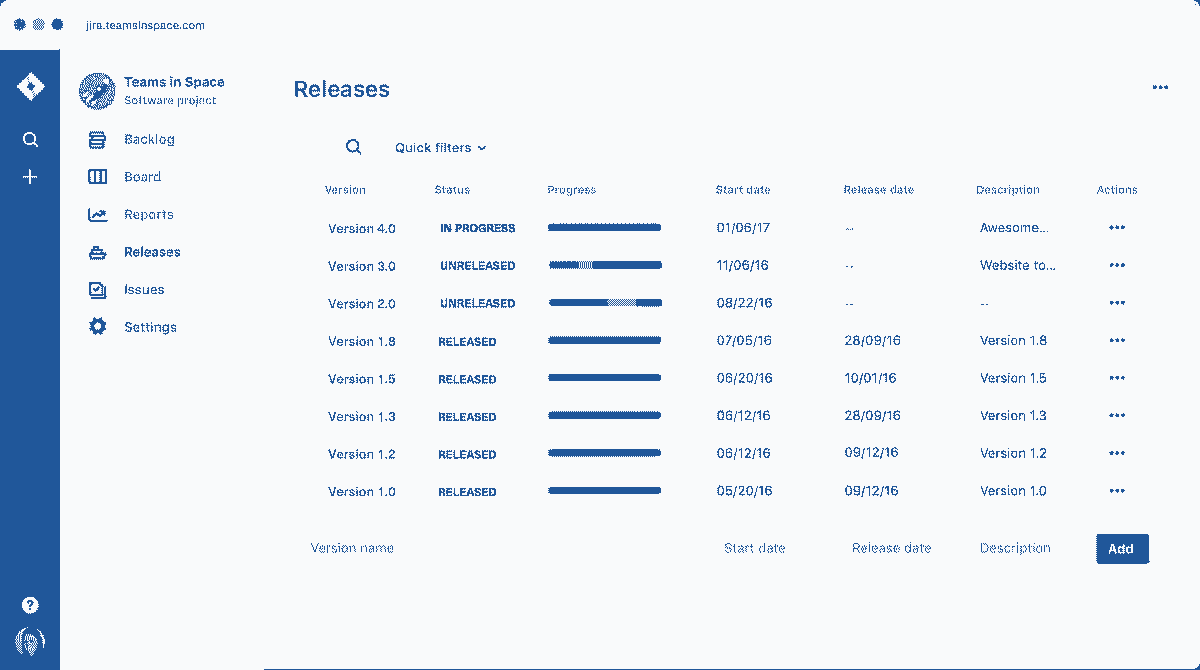 jira.teamsinspace.com
Teams in Space
Software project
Backlog
Board
Reports
Releases
Issues
Settings
Releases
Quick filters
Version Status Progress Start date Release date Description Actions
Version 4.0 IN PROGRESS 01/06/17 -- Awesome...
Version 3.0 UNRELEASED 11/06/16 -- Website to...
Version 2.0 UNRELEASED 08/22/16 -- --
Version 1.8 RELEASED 07/05/16 28/09/16 Version 1.8
Version 1.5 RELEASED 06/20/16 10/01/16 Version 1.5
Version 1.3 RELEASED 06/12/16 28/09/16 Version 1.3
Version 1.2 RELEASED 06/12/16 09/12/16 Version 1.2
Version 1.0 RELEASED 05/20/16 09/12/16 Version 1.0
Version name Start date Release date Description Add